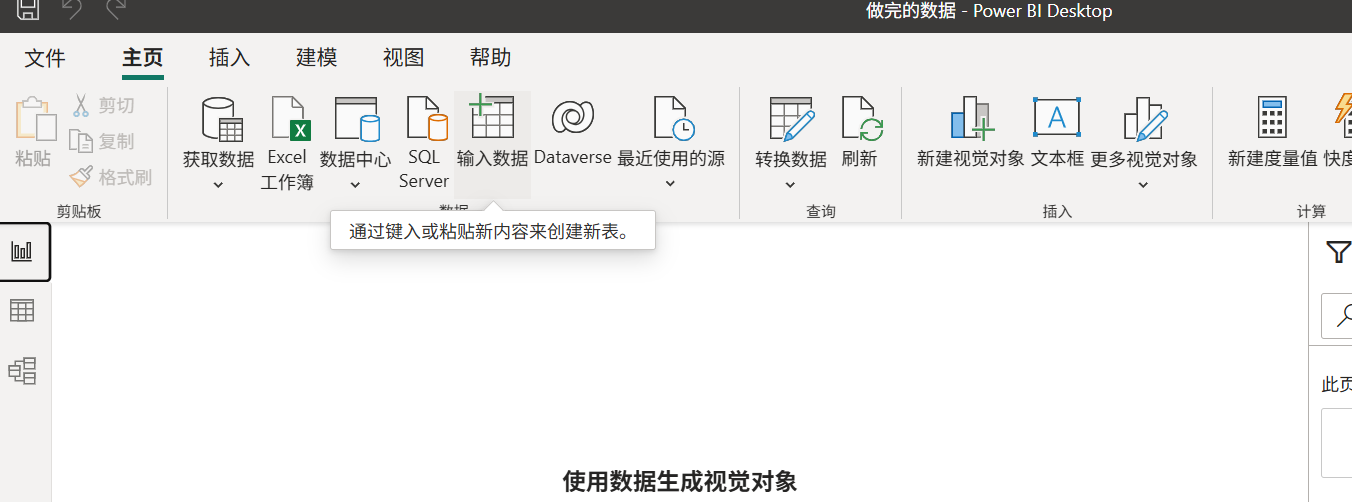 做完的数据 - Power BI Desktop
文件 主页 插入 建模 视图 帮助
粘贴 剪切 复制 格式刷
剪贴板
获取数据
Excel
工作簿
数据中心
SQL
Server
输入数据
Dataverse
最近使用的源
转换数据
刷新
查询
新建视觉对象
文本框
A
更多视觉对象
插入
新建度量值
计算
通过键入或粘贴新内容来创建新表。
此页
使用数据生成视觉对象